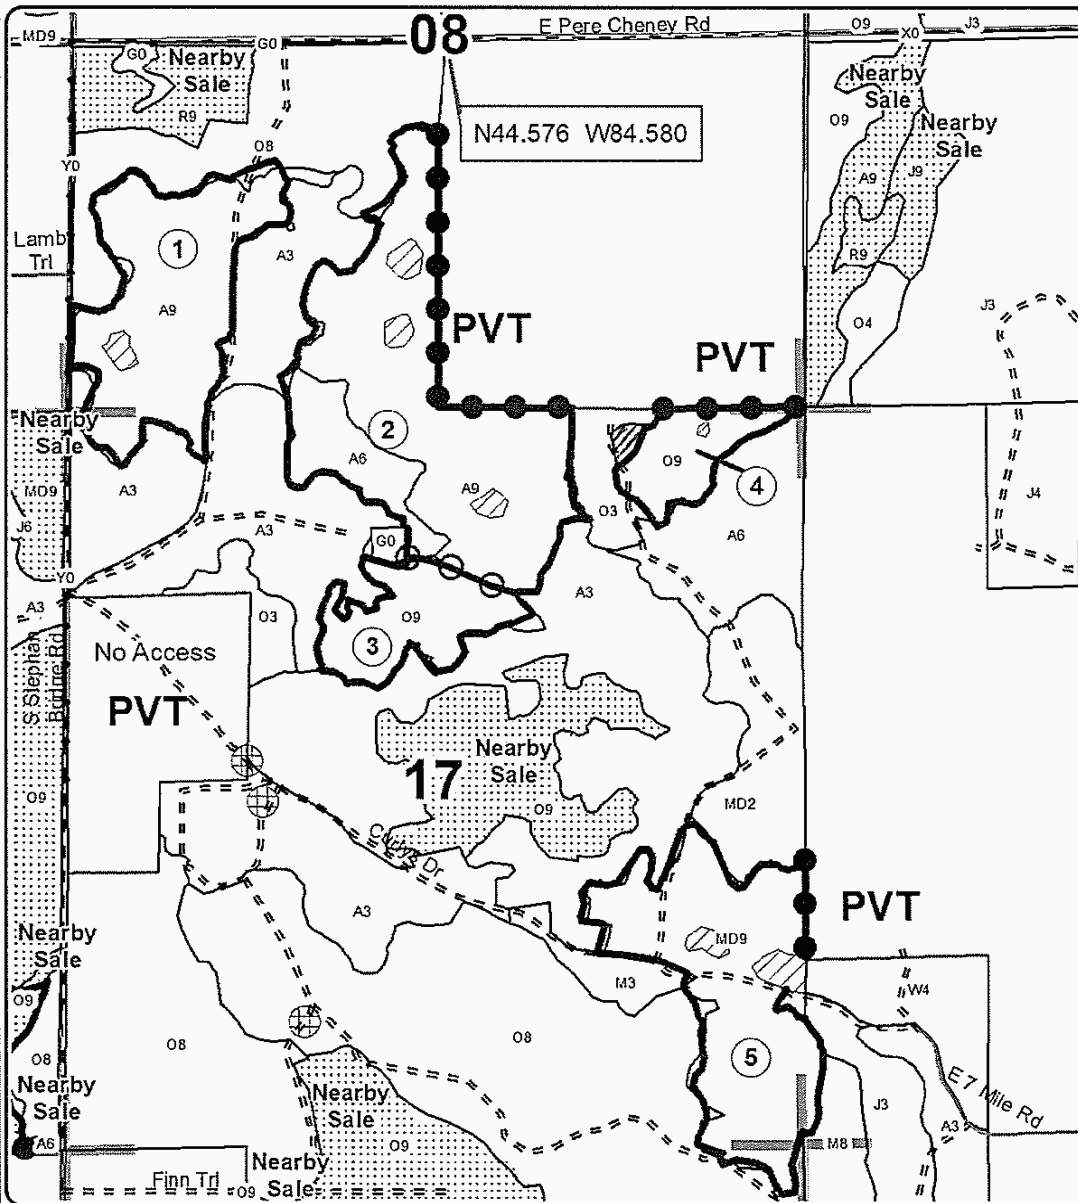 MD9
G0
08
E Pere Cheney Rd
O9
J3
X0
G0
Nearby
Sale
R9
Nearby
Sale
Nearby
Sale
O9
A9
J9
R9
O4
J3
N44.576 W84.580
O8
Y0
Lamb
Trl
1
A3
A9
PVT
PVT
Nearby
Sale
2
A6
A9
O9
4
MD9
A3
J6
A3
G0
O3
A6
J4
Y0
A3
O3
O9
3
A3
No Access
PVT
S Stephan
Bridge Rd
Nearby
Sale
17
O9
MD2
O9
Curlys Dr
A3
PVT
MD9
Nearby
Sale
M3
W4
O9
O8
O8
O8
5
E 7 Mile Rd
J3
A3
Nearby
Sale
A6
Nearby
Sale
O9
M8
Finn Trl
O9
Nearby
Sale